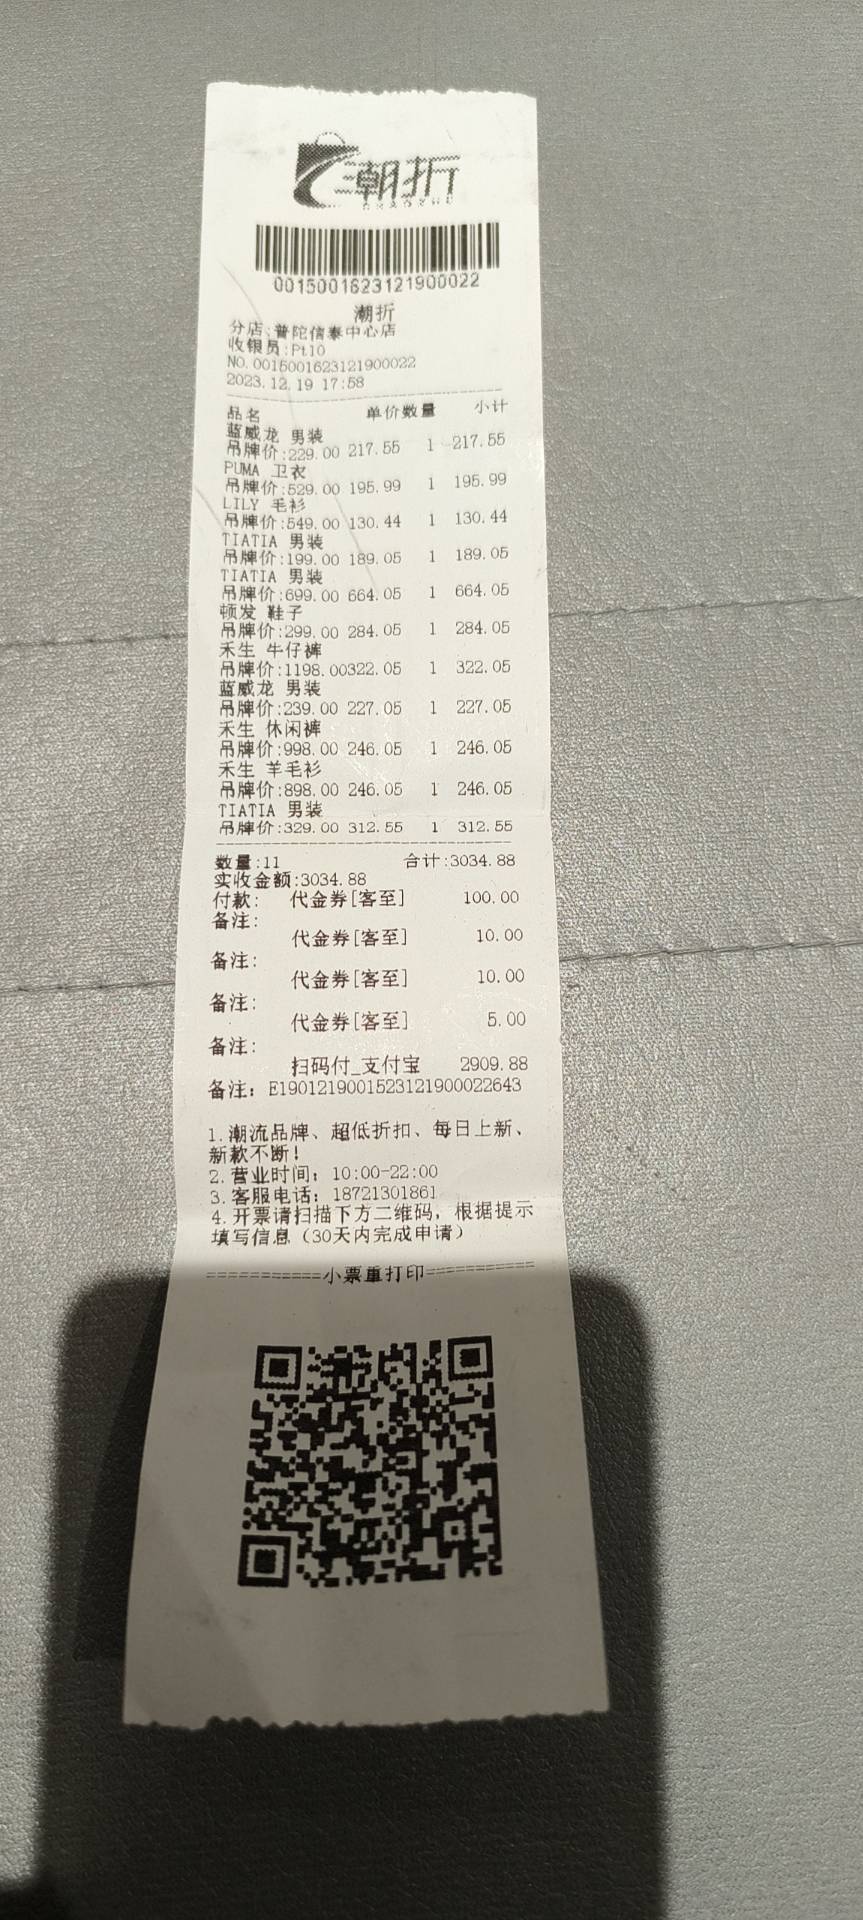 潮折
0015001623121900022
潮折
分店:普陀信泰中心店
收银员:Pt10
NO.0015001623121900022
2023.12.19 17:58
品名 单价数量 小计
蓝威龙 男装
吊牌价:229.00 217.55 1 217.55
PUMA 卫衣
吊牌价:529.00 195.99 1 195.99
LILY 毛衫
吊牌价:549.00 130.44 1 130.44
TIATIA 男装
吊牌价:199.00 189.05 1 189.05
TIATIA 男装
吊牌价:699.00 664.05 1 664.05
顿发 鞋子
吊牌价:299.00 284.05 1 284.05
禾生 牛仔裤
吊牌价:1198.00322.05 1 322.05
蓝威龙 男装
吊牌价:239.00 227.05 1 227.05
禾生 休闲裤
吊牌价:998.00 246.05 1 246.05
禾生 羊毛衫
吊牌价:898.00 246.05 1 246.05
TIATIA 男装
吊牌价:329.00 312.55 1 312.55
数量:11 合计:3034.88
实收金额:3034.88
付款: 代金券[客至] 100.00
备注:
代金券[客至] 10.00
备注:
代金券[客至] 10.00
备注:
代金券[客至] 5.00
备注:
扫码付_支付宝 2909.88
备注: E1901219001523121900022643
1.潮流品牌、超低折扣、每日上新、
新款不断!
2.营业时间: 10:00-22:00
3.客服电话: 18721301861
4.开票请扫描下方二维码,根据提示
填写信息(30天内完成申请)
===========小票重打印===========